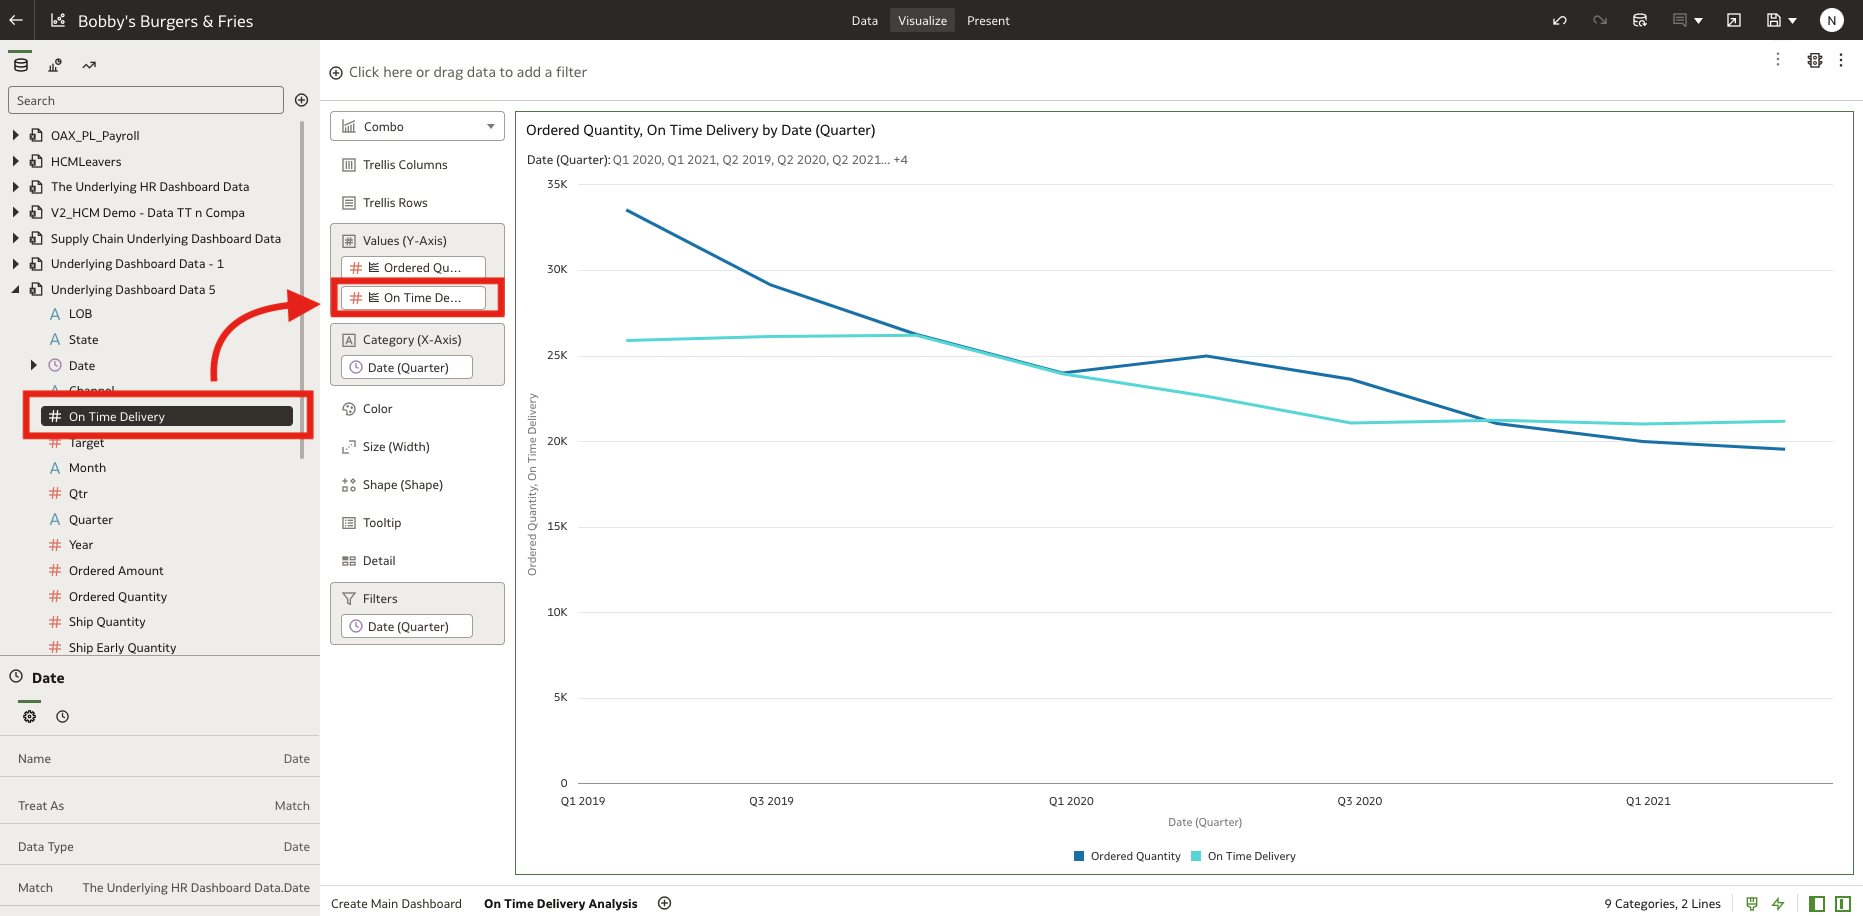 Bobby's Burgers & Fries
Data Visualize Present
N
Search
OAX_PL_Payroll
HCMLeavers
The Underlying HR Dashboard Data
V2_HCM Demo - Data TT n Compa
Supply Chain Underlying Dashboard Data
Underlying Dashboard Data - 1
Underlying Dashboard Data 5
A LOB
A State
Date
A Channel
# On Time Delivery
# Target
A Month
# Qtr
A Quarter
# Year
# Ordered Amount
# Ordered Quantity
# Ship Quantity
# Ship Early Quantity
Date
Name Date
Treat As Match
Data Type Date
Match The Underlying HR Dashboard Data.Date
Click here or drag data to add a filter
Combo
Trellis Columns
Trellis Rows
# Values (Y-Axis)
# Ordered Qu...
# On Time De...
A Category (X-Axis)
Date (Quarter)
Color
Size (Width)
Shape (Shape)
Tooltip
Detail
Filters
Date (Quarter)
Ordered Quantity, On Time Delivery by Date (Quarter)
Date (Quarter): Q1 2020, Q1 2021, Q2 2019, Q2 2020, Q2 2021... +4
Ordered Quantity, On Time Delivery
35K
30K
25K
20K
15K
10K
5K
0
Q1 2019 Q3 2019 Q1 2020 Q3 2020 Q1 2021
Date (Quarter)
Ordered Quantity On Time Delivery
Create Main Dashboard On Time Delivery Analysis
9 Categories, 2 Lines